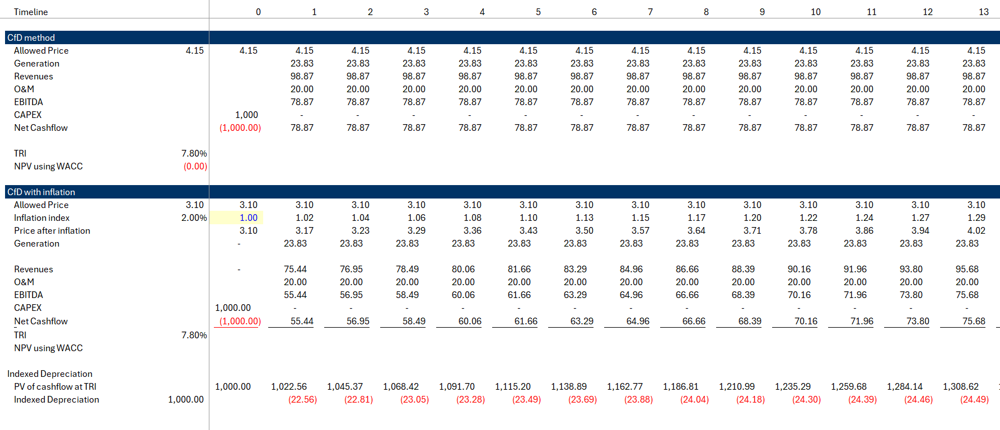 Timeline 0 1 2 3 4 5 6 7 8 9 10 11 12 13
CfD method
Allowed Price 4.15 4.15 4.15 4.15 4.15 4.15 4.15 4.15 4.15 4.15 4.15 4.15 4.15 4.15 4.15
Generation 23.83 23.83 23.83 23.83 23.83 23.83 23.83 23.83 23.83 23.83 23.83 23.83 23.83
Revenues 98.87 98.87 98.87 98.87 98.87 98.87 98.87 98.87 98.87 98.87 98.87 98.87 98.87
O&M 20.00 20.00 20.00 20.00 20.00 20.00 20.00 20.00 20.00 20.00 20.00 20.00 20.00
EBITDA 78.87 78.87 78.87 78.87 78.87 78.87 78.87 78.87 78.87 78.87 78.87 78.87 78.87
CAPEX 1,000 - - - - - - - - - - - - -
Net Cashflow (1,000.00) 78.87 78.87 78.87 78.87 78.87 78.87 78.87 78.87 78.87 78.87 78.87 78.87 78.87
TRI 7.80%
NPV using WACC (0.00)
CfD with inflation
Allowed Price 3.10 3.10 3.10 3.10 3.10 3.10 3.10 3.10 3.10 3.10 3.10 3.10 3.10 3.10 3.10
Inflation index 2.00% 1.00 1.02 1.04 1.06 1.08 1.10 1.13 1.15 1.17 1.20 1.22 1.24 1.27 1.29
Price after inflation 3.10 3.17 3.23 3.29 3.36 3.43 3.50 3.57 3.64 3.71 3.78 3.86 3.94 4.02
Generation - 23.83 23.83 23.83 23.83 23.83 23.83 23.83 23.83 23.83 23.83 23.83 23.83 23.83
Revenues - 75.44 76.95 78.49 80.06 81.66 83.29 84.96 86.66 88.39 90.16 91.96 93.80 95.68
O&M 20.00 20.00 20.00 20.00 20.00 20.00 20.00 20.00 20.00 20.00 20.00 20.00 20.00
EBITDA 55.44 56.95 58.49 60.06 61.66 63.29 64.96 66.66 68.39 70.16 71.96 73.80 75.68
CAPEX 1,000.00 - - - - - - - - - - - - -
Net Cashflow (1,000.00) 55.44 56.95 58.49 60.06 61.66 63.29 64.96 66.66 68.39 70.16 71.96 73.80 75.68
TRI 7.80%
NPV using WACC
Indexed Depreciation
PV of cashflow at TRI 1,000.00 1,022.56 1,045.37 1,068.42 1,091.70 1,115.20 1,138.89 1,162.77 1,186.81 1,210.99 1,235.29 1,259.68 1,284.14 1,308.62
Indexed Depreciation 1,000.00 (22.56) (22.81) (23.05) (23.28) (23.49) (23.69) (23.88) (24.04) (24.18) (24.30) (24.39) (24.46) (24.49)